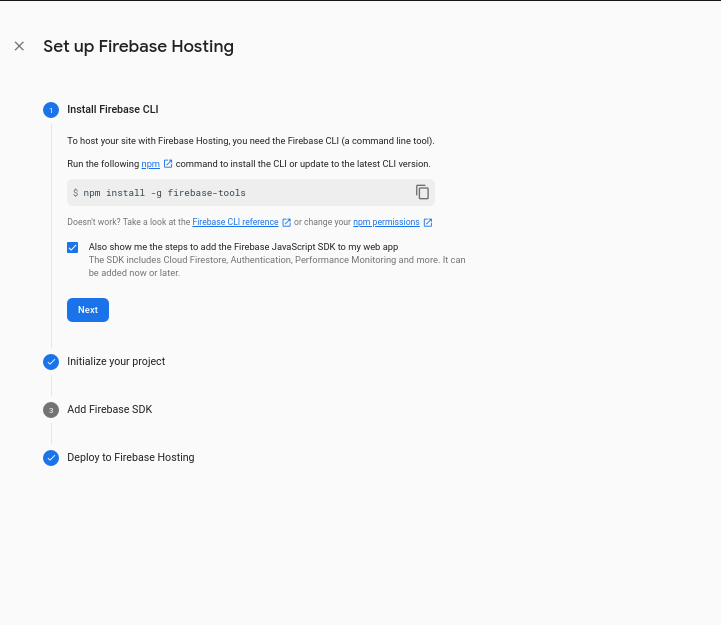 Set up Firebase Hosting
1
Install Firebase CLI
To host your site with Firebase Hosting, you need the Firebase CLI (a command line tool).
Run the following npm command to install the CLI or update to the latest CLI version.
$ npm install -g firebase-tools
Doesn't work? Take a look at the Firebase CLI reference or change your npm permissions
Also show me the steps to add the Firebase JavaScript SDK to my web app
The SDK includes Cloud Firestore, Authentication, Performance Monitoring and more. It can
be added now or later.
Next
Initialize your project
3
Add Firebase SDK
Deploy to Firebase Hosting